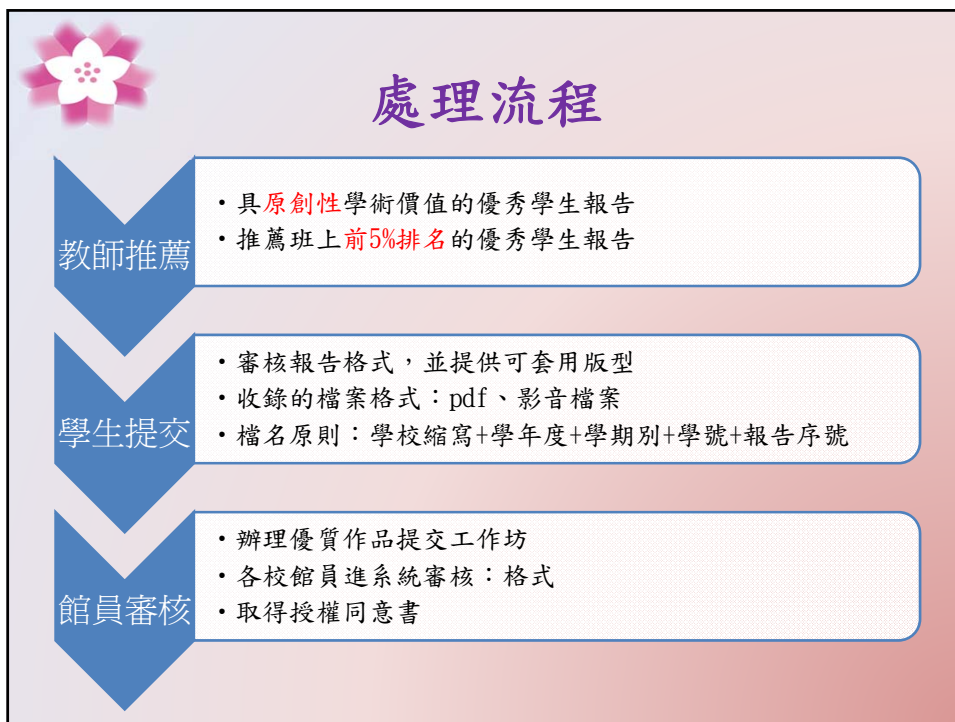 處理流程
教師推薦
•具原創性學術價值的優秀學生報告
•推薦班上前5%排名的優秀學生報告
學生提交
•審核報告格式，並提供可套用版型
•收錄的檔案格式：pdf、影音檔案
•檔名原則：學校縮寫+學年度+學期別+學號+報告序號
館員審核
•辦理優質作品提交工作坊
•各校館員進系統審核：格式
•取得授權同意書